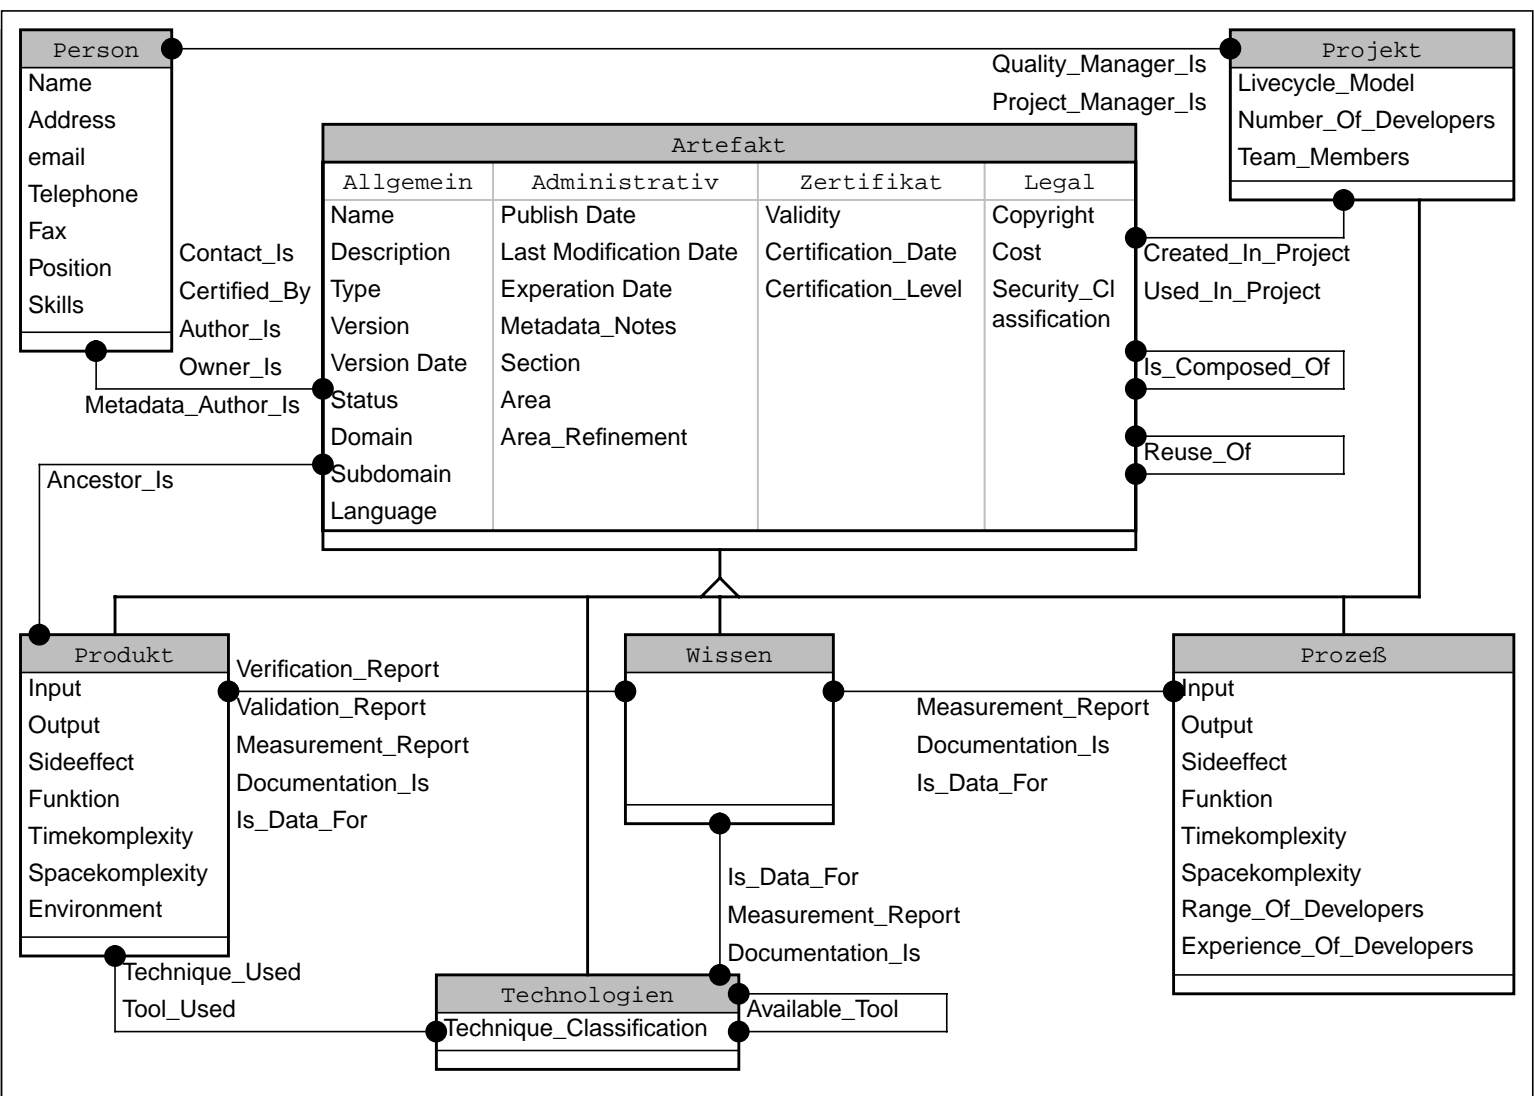 Person
Name
Address
email
Telephone
Fax
Position
Skills
Quality_Manager_Is
Project_Manager_Is
Projekt
Livecycle_Model
Number_Of_Developers
Team_Members
Artefakt
Allgemein
Name
Description
Type
Version
Version Date
Status
Domain
Subdomain
Language
Administrativ
Publish Date
Last Modification Date
Experation Date
Metadata_Notes
Section
Area
Area_Refinement
Zertifikat
Validity
Certification_Date
Certification_Level
Legal
Copyright
Cost
Security_Cl
assification
Contact_Is
Certified_By
Author_Is
Owner_Is
Metadata_Author_Is
Ancestor_Is
Created_In_Project
Used_In_Project
Is_Composed_Of
Reuse_Of
Produkt
Input
Output
Sideeffect
Funktion
Timekomplexity
Spacekomplexity
Environment
Verification_Report
Validation_Report
Measurement_Report
Documentation_Is
Is_Data_For
Wissen
Measurement_Report
Documentation_Is
Is_Data_For
Prozeß
Input
Output
Sideeffect
Funktion
Timekomplexity
Spacekomplexity
Range_Of_Developers
Experience_Of_Developers
Is_Data_For
Measurement_Report
Documentation_Is
Technique_Used
Tool_Used
Technologien
Technique_Classification
Available_Tool